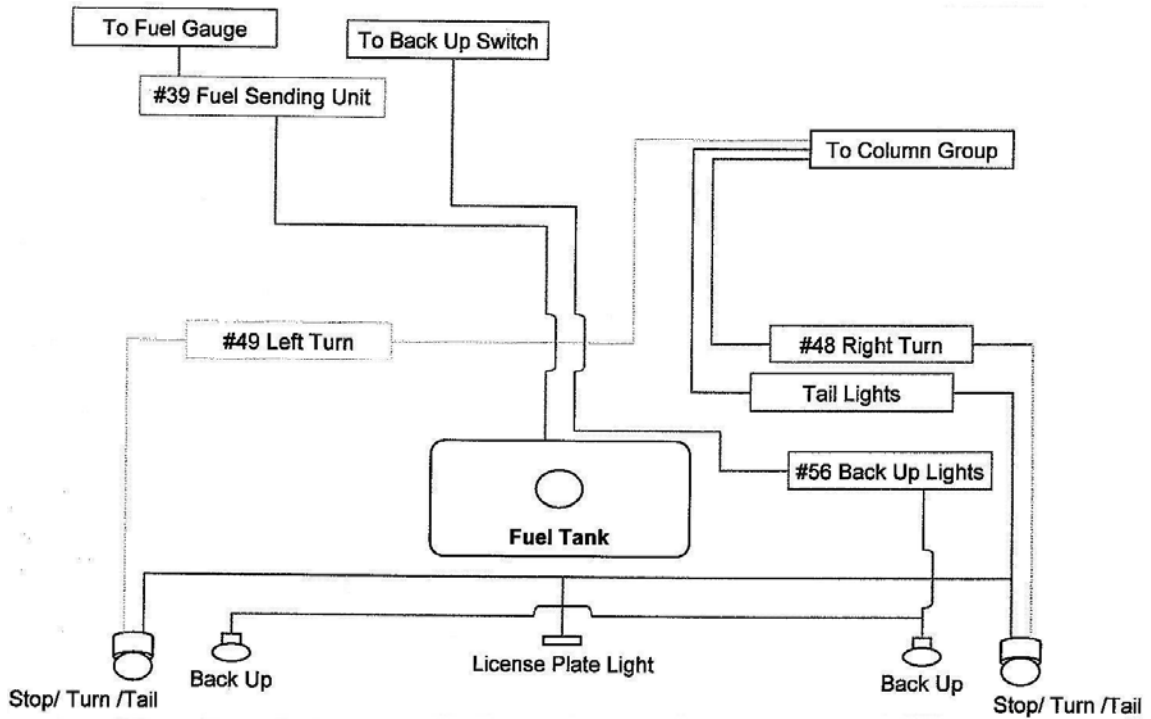 To Fuel Gauge
To Back Up Switch
#39 Fuel Sending Unit
To Column Group
#49 Left Turn
#48 Right Turn
Tail Lights
#56 Back Up Lights
Fuel Tank
Stop/ Turn /Tail
Back Up
License Plate Light
Back Up
Stop/ Turn /Tail